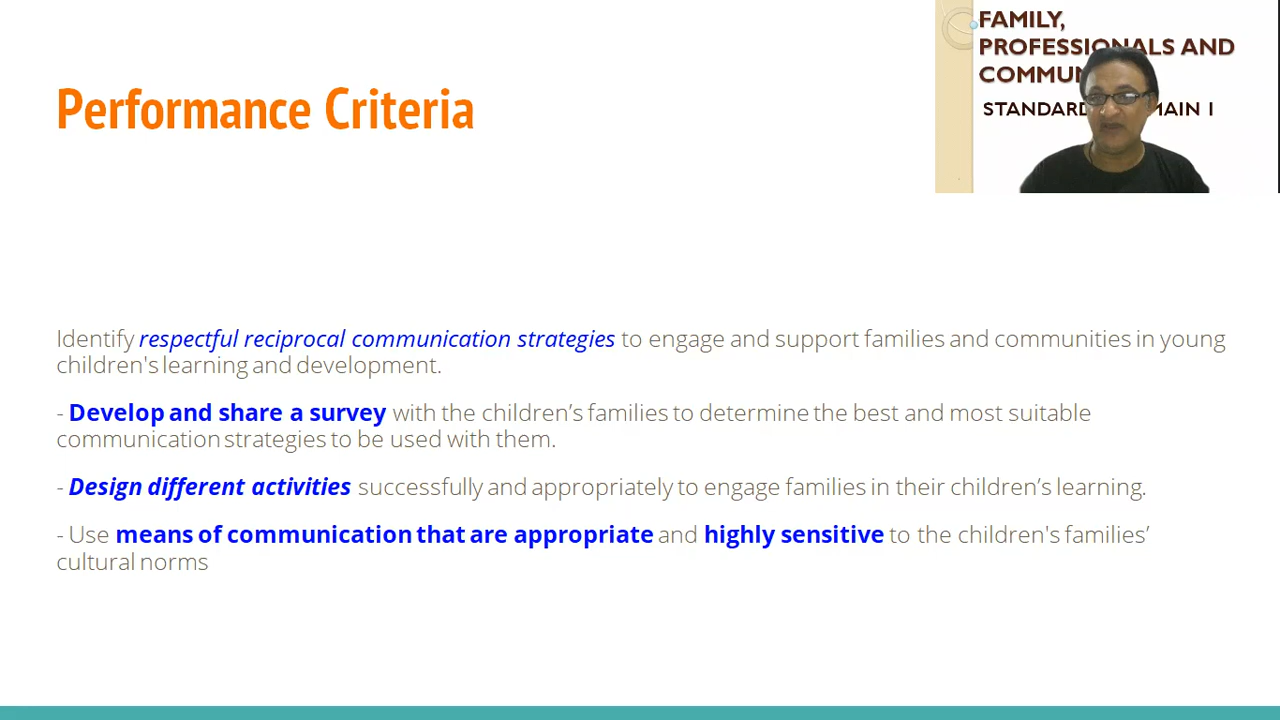 Performance Criteria
FAMILY,
PROFESSIONALS AND
STANDARD
Identify respectful reciprocal communication strategies to engage and support families and communities in young
children's learning and development.
- Develop and share a survey with the children’s families to determine the best and most suitable
communication strategies to be used with them.
- Design different activities successfully and appropriately to engage families in their children’s learning.
- Use means of communication that are appropriate and highly sensitive to the children's families’
cultural norms